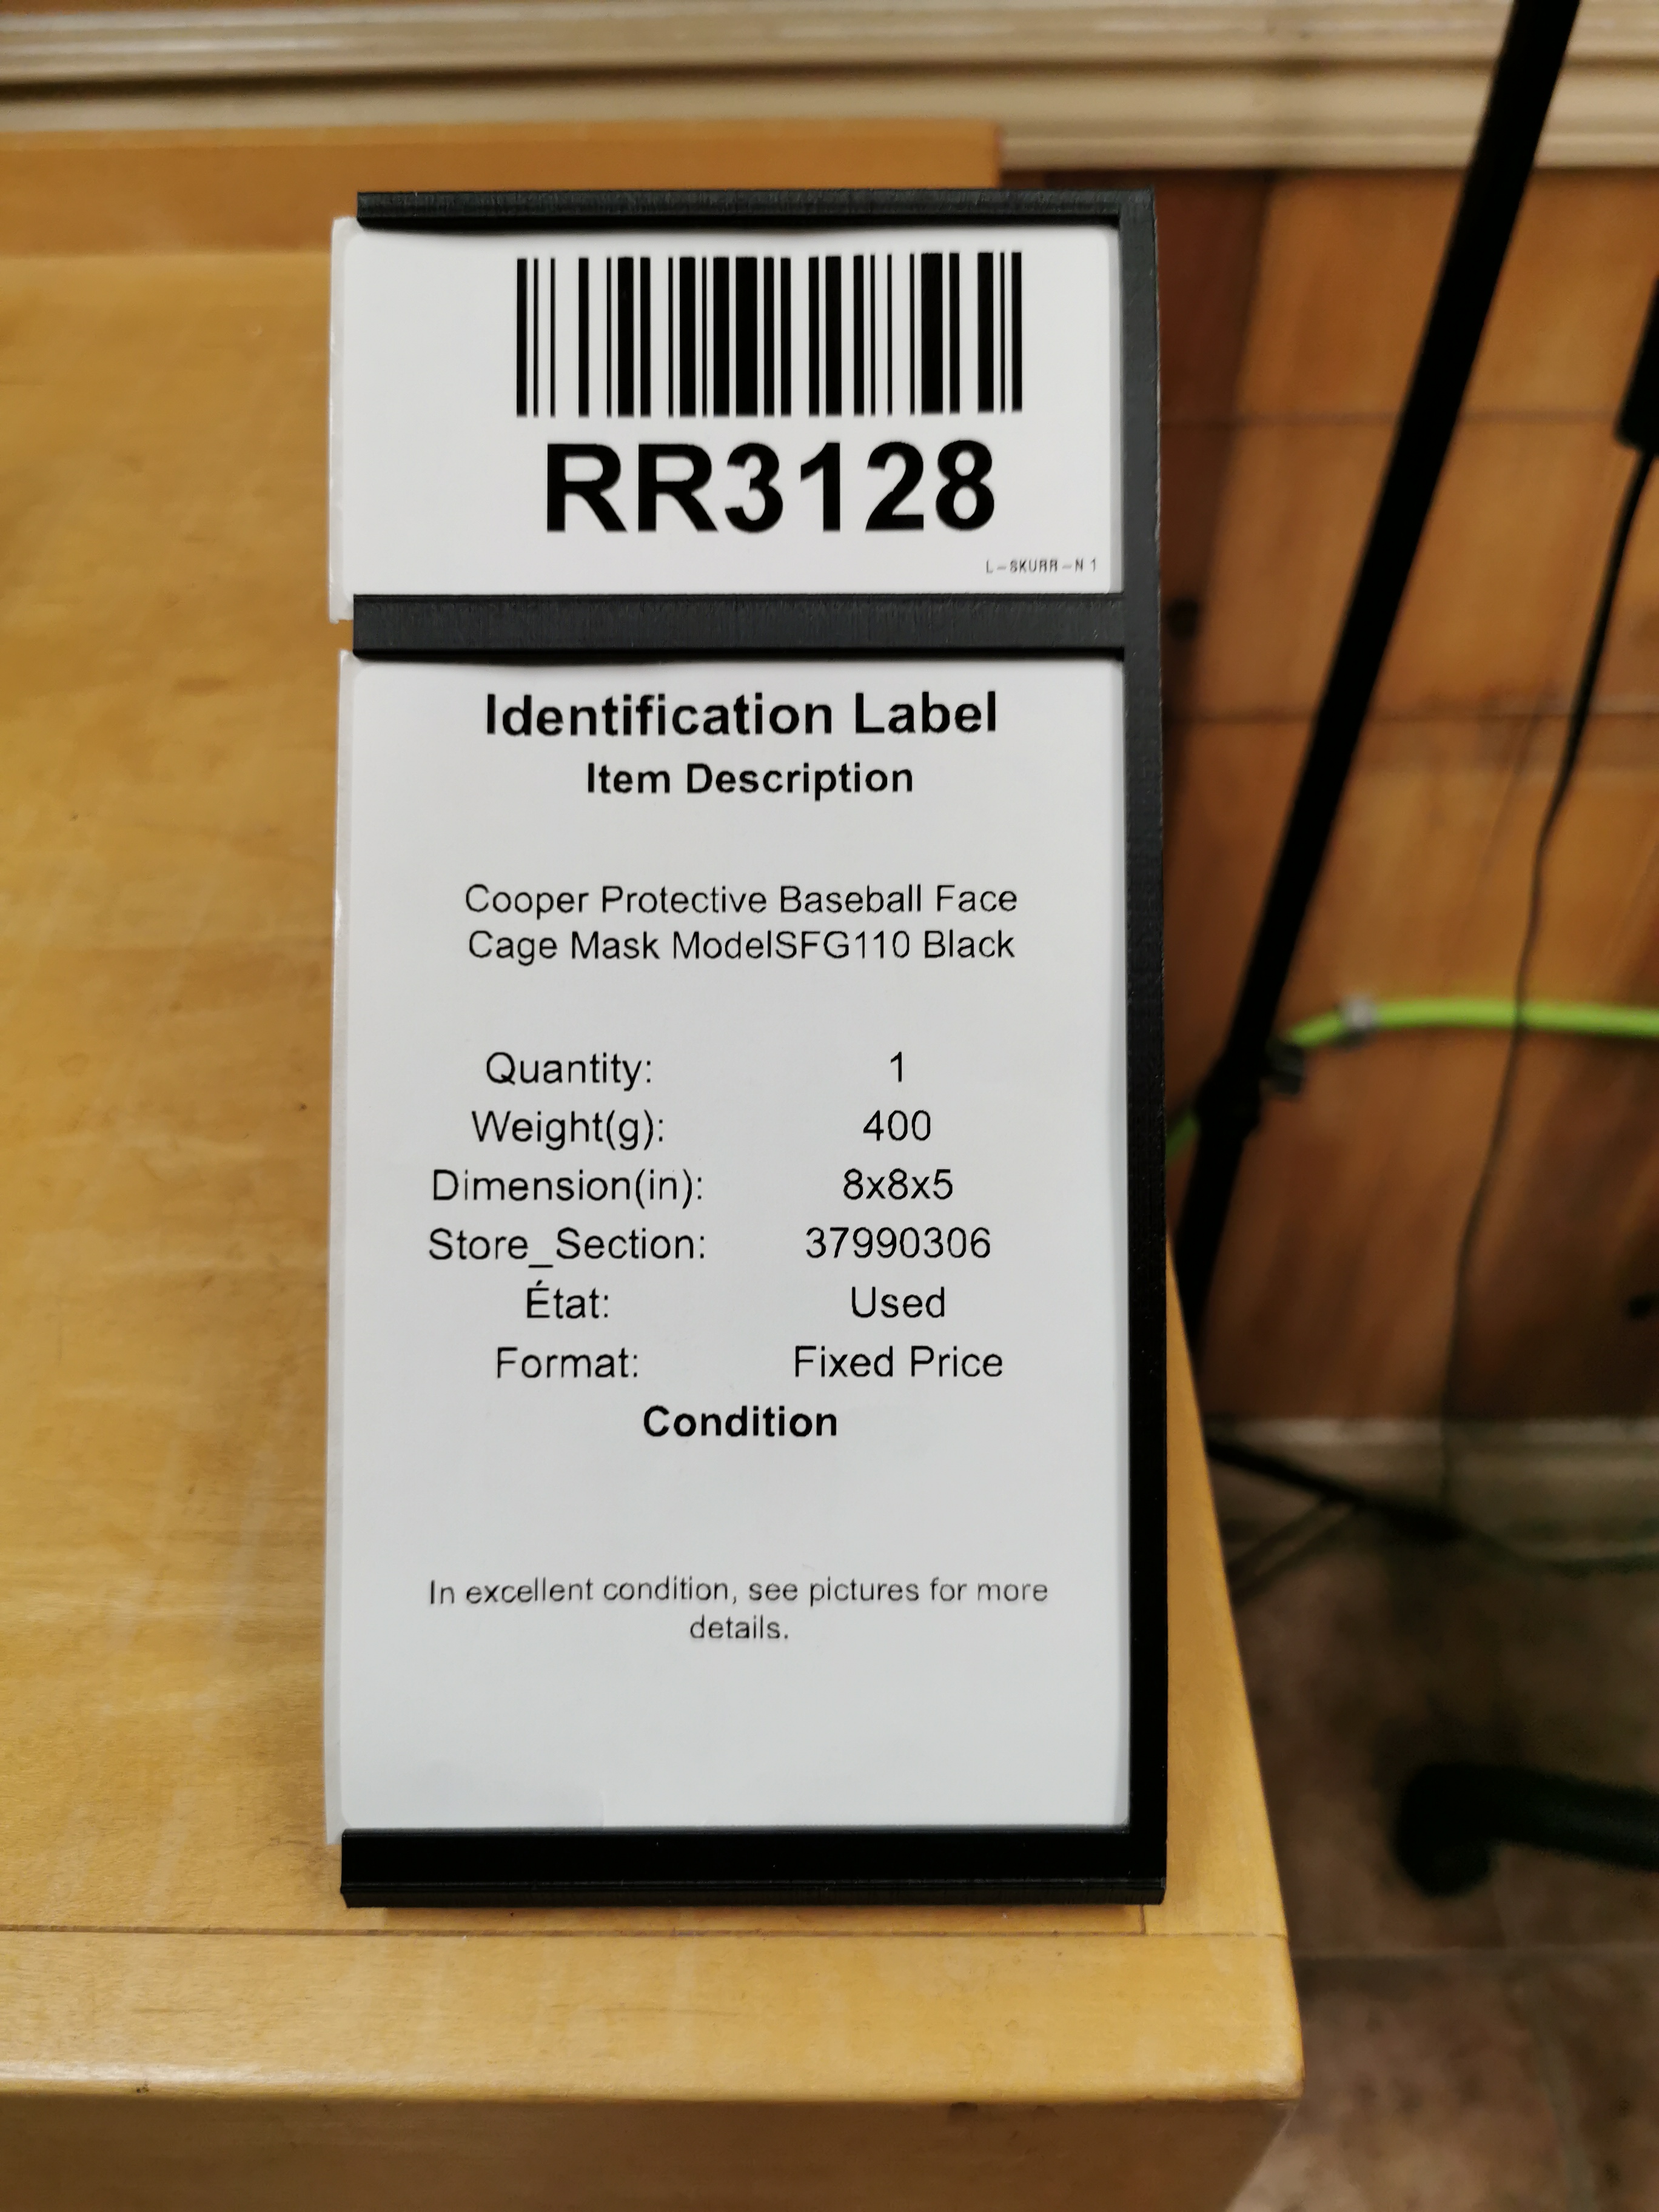 RR3128
L-SKURR-N 1
Identification Label
Item Description
Cooper Protective Baseball Face
Cage Mask ModelSFG110 Black
Quantity: 1
Weight(g): 400
Dimension(in): 8x8x5
Store_Section: 37990306
État: Used
Format: Fixed Price
Condition
In excellent condition, see pictures for more
details.